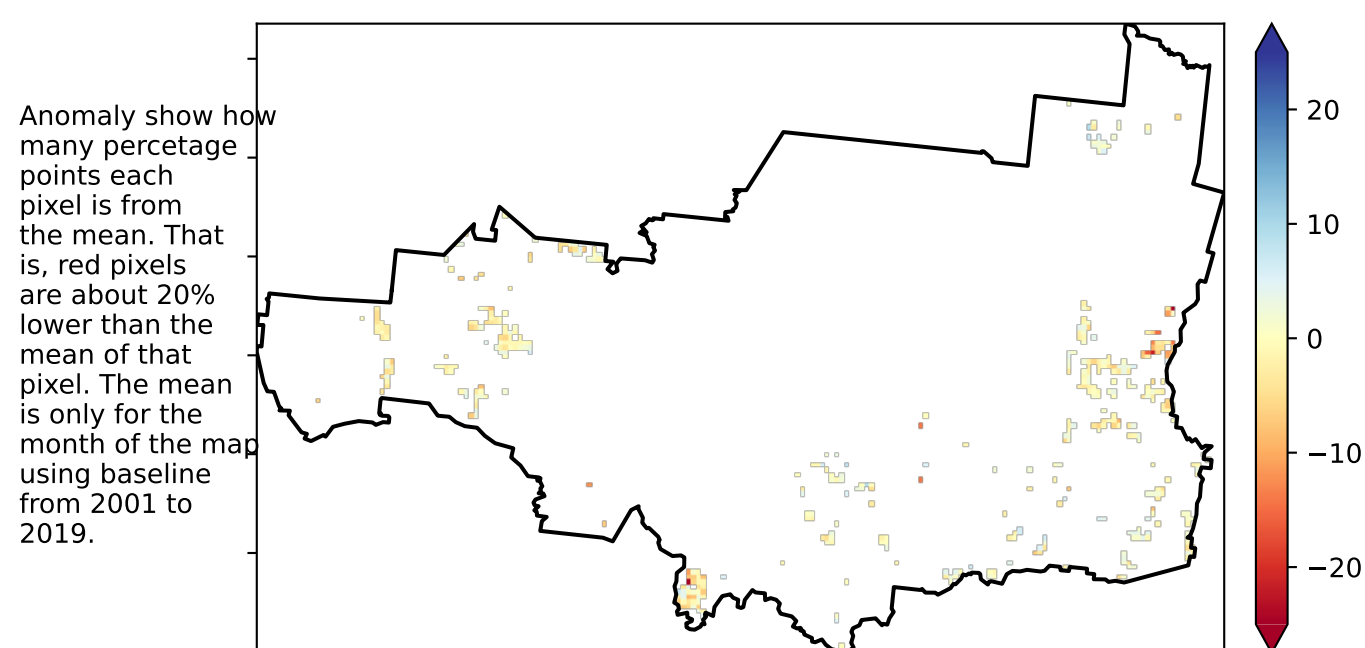 Anomaly show how
many percetage
points each
pixel is from
the mean. That
is, red pixels
are about 20%
lower than the
mean of that
pixel. The mean
is only for the
month of the map
using baseline
from 2001 to
2019.
20
10
0
−10
−20